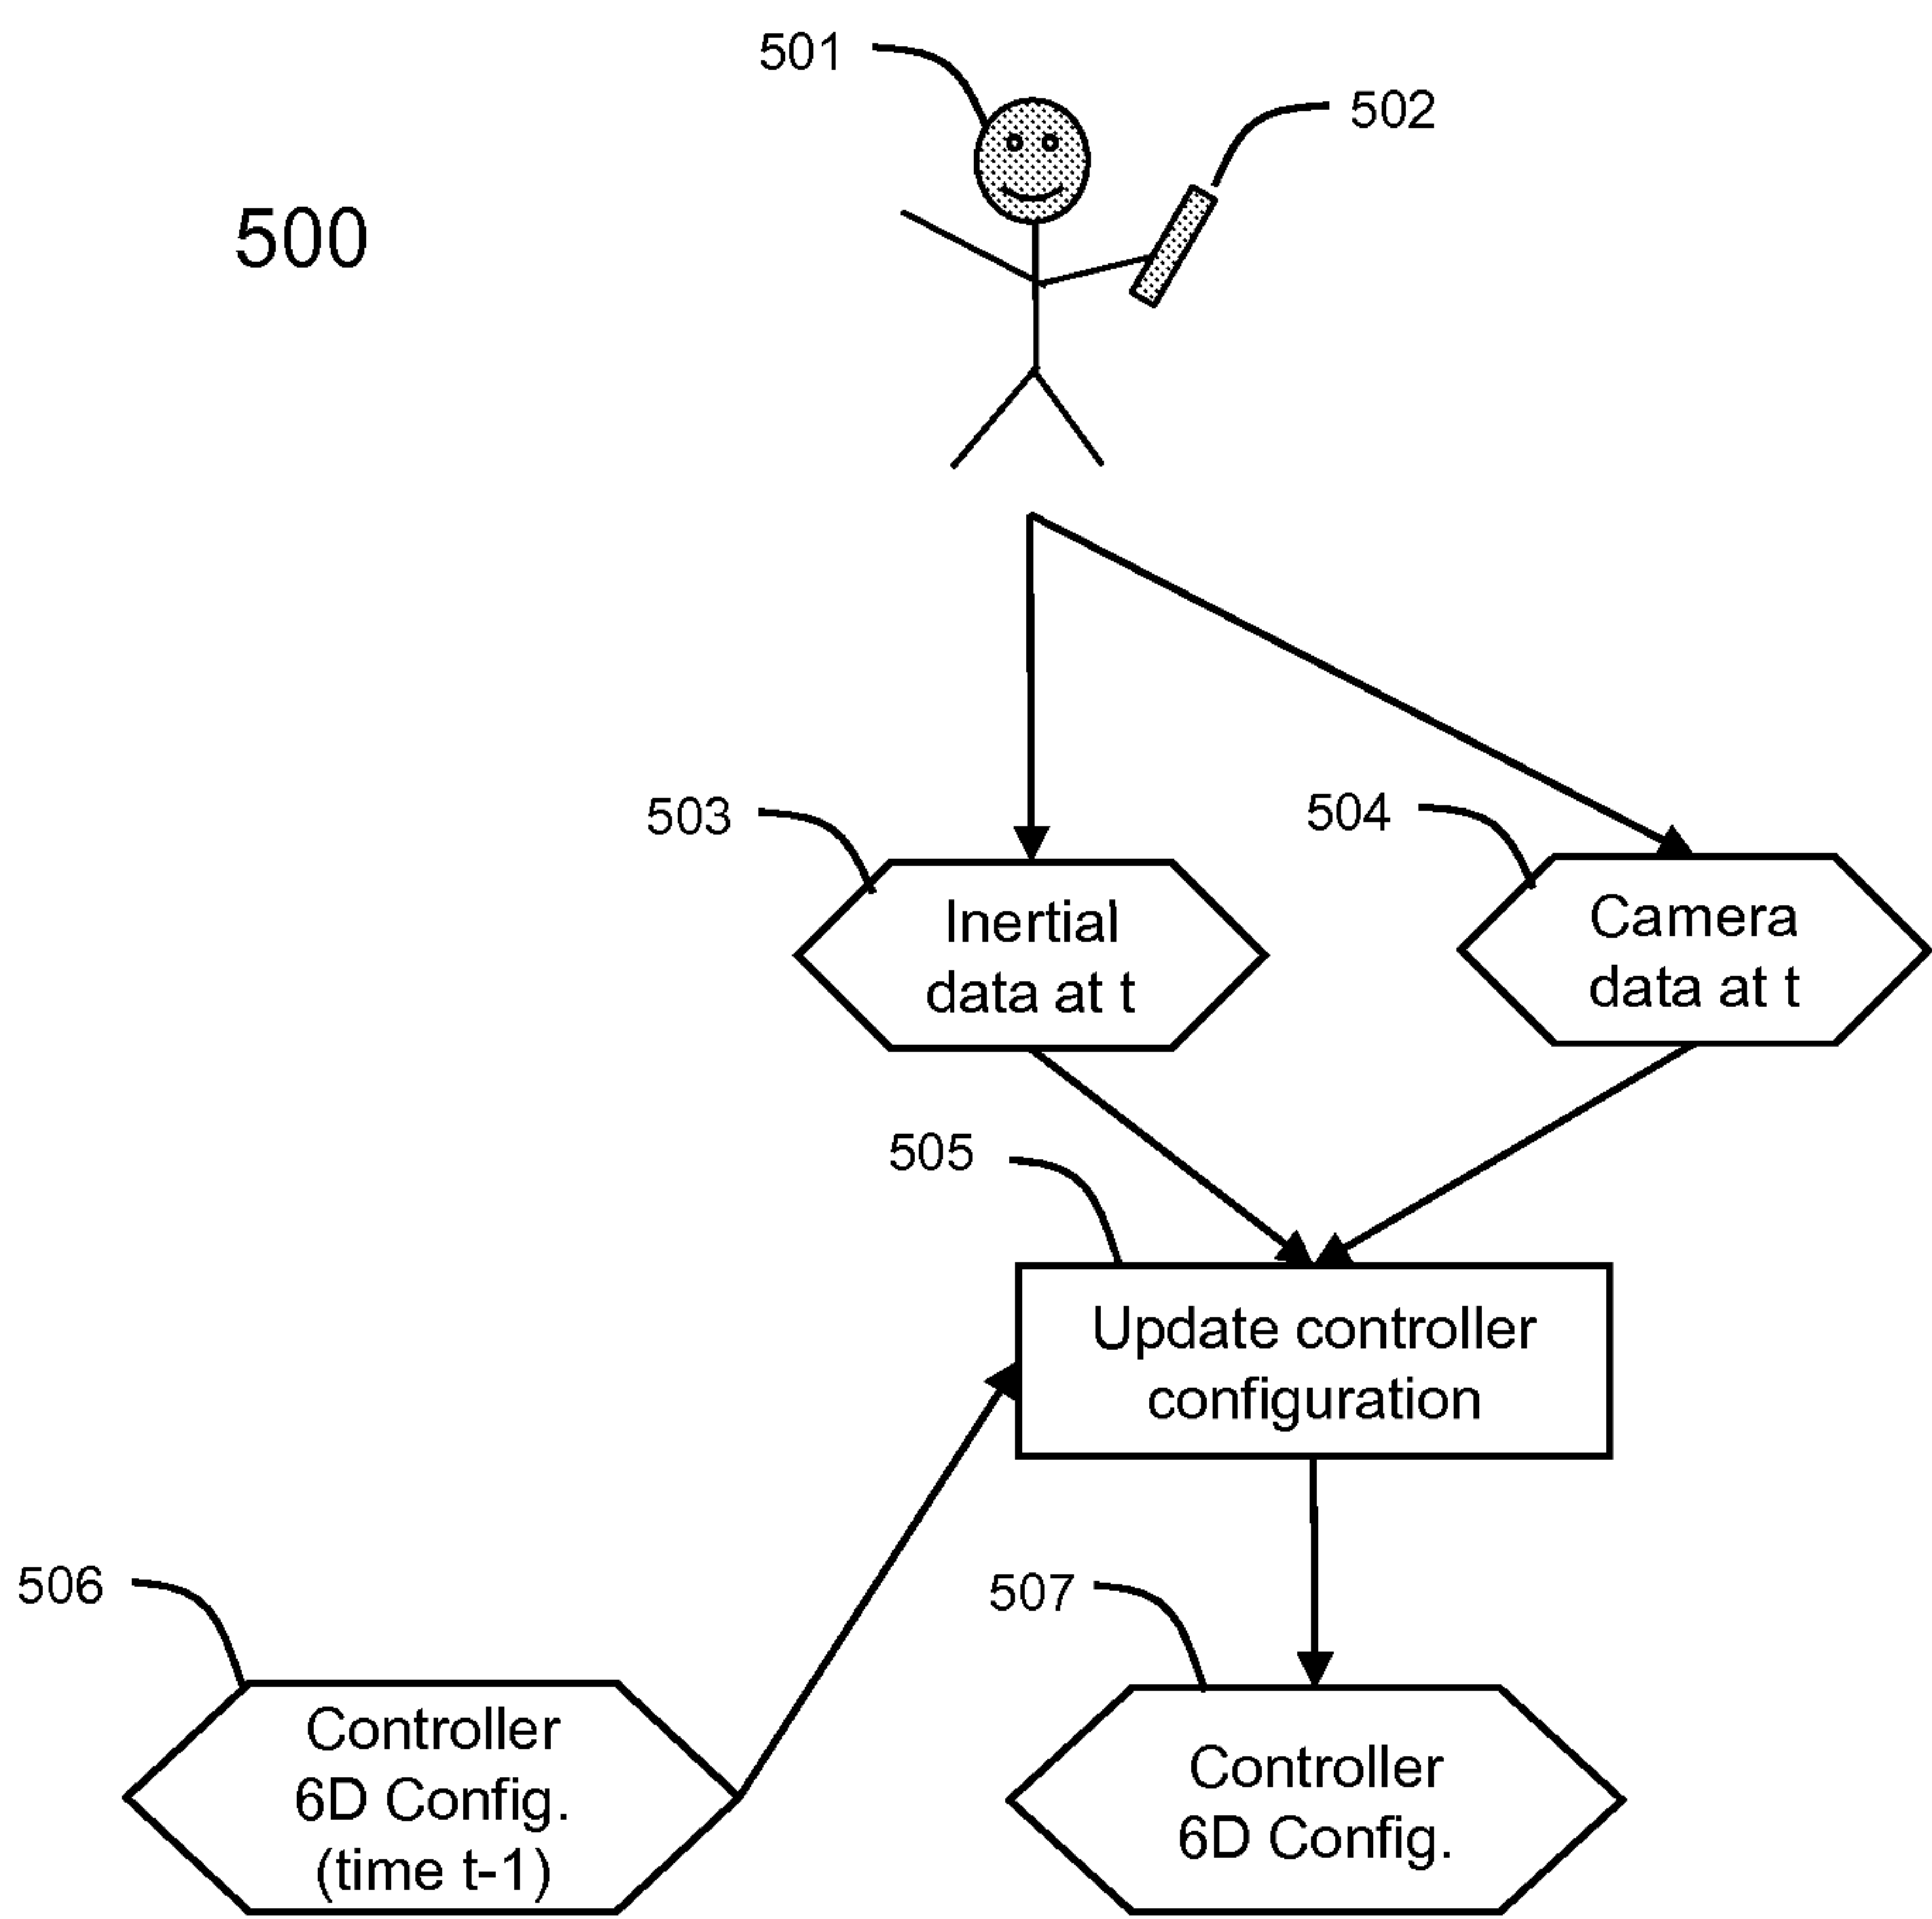 501
502
500
503
504
Inertial
data at t
Camera
data at t
505
Update controller
configuration
506
507
Controller
6D Config.
(time t-1)
Controller
6D Config.